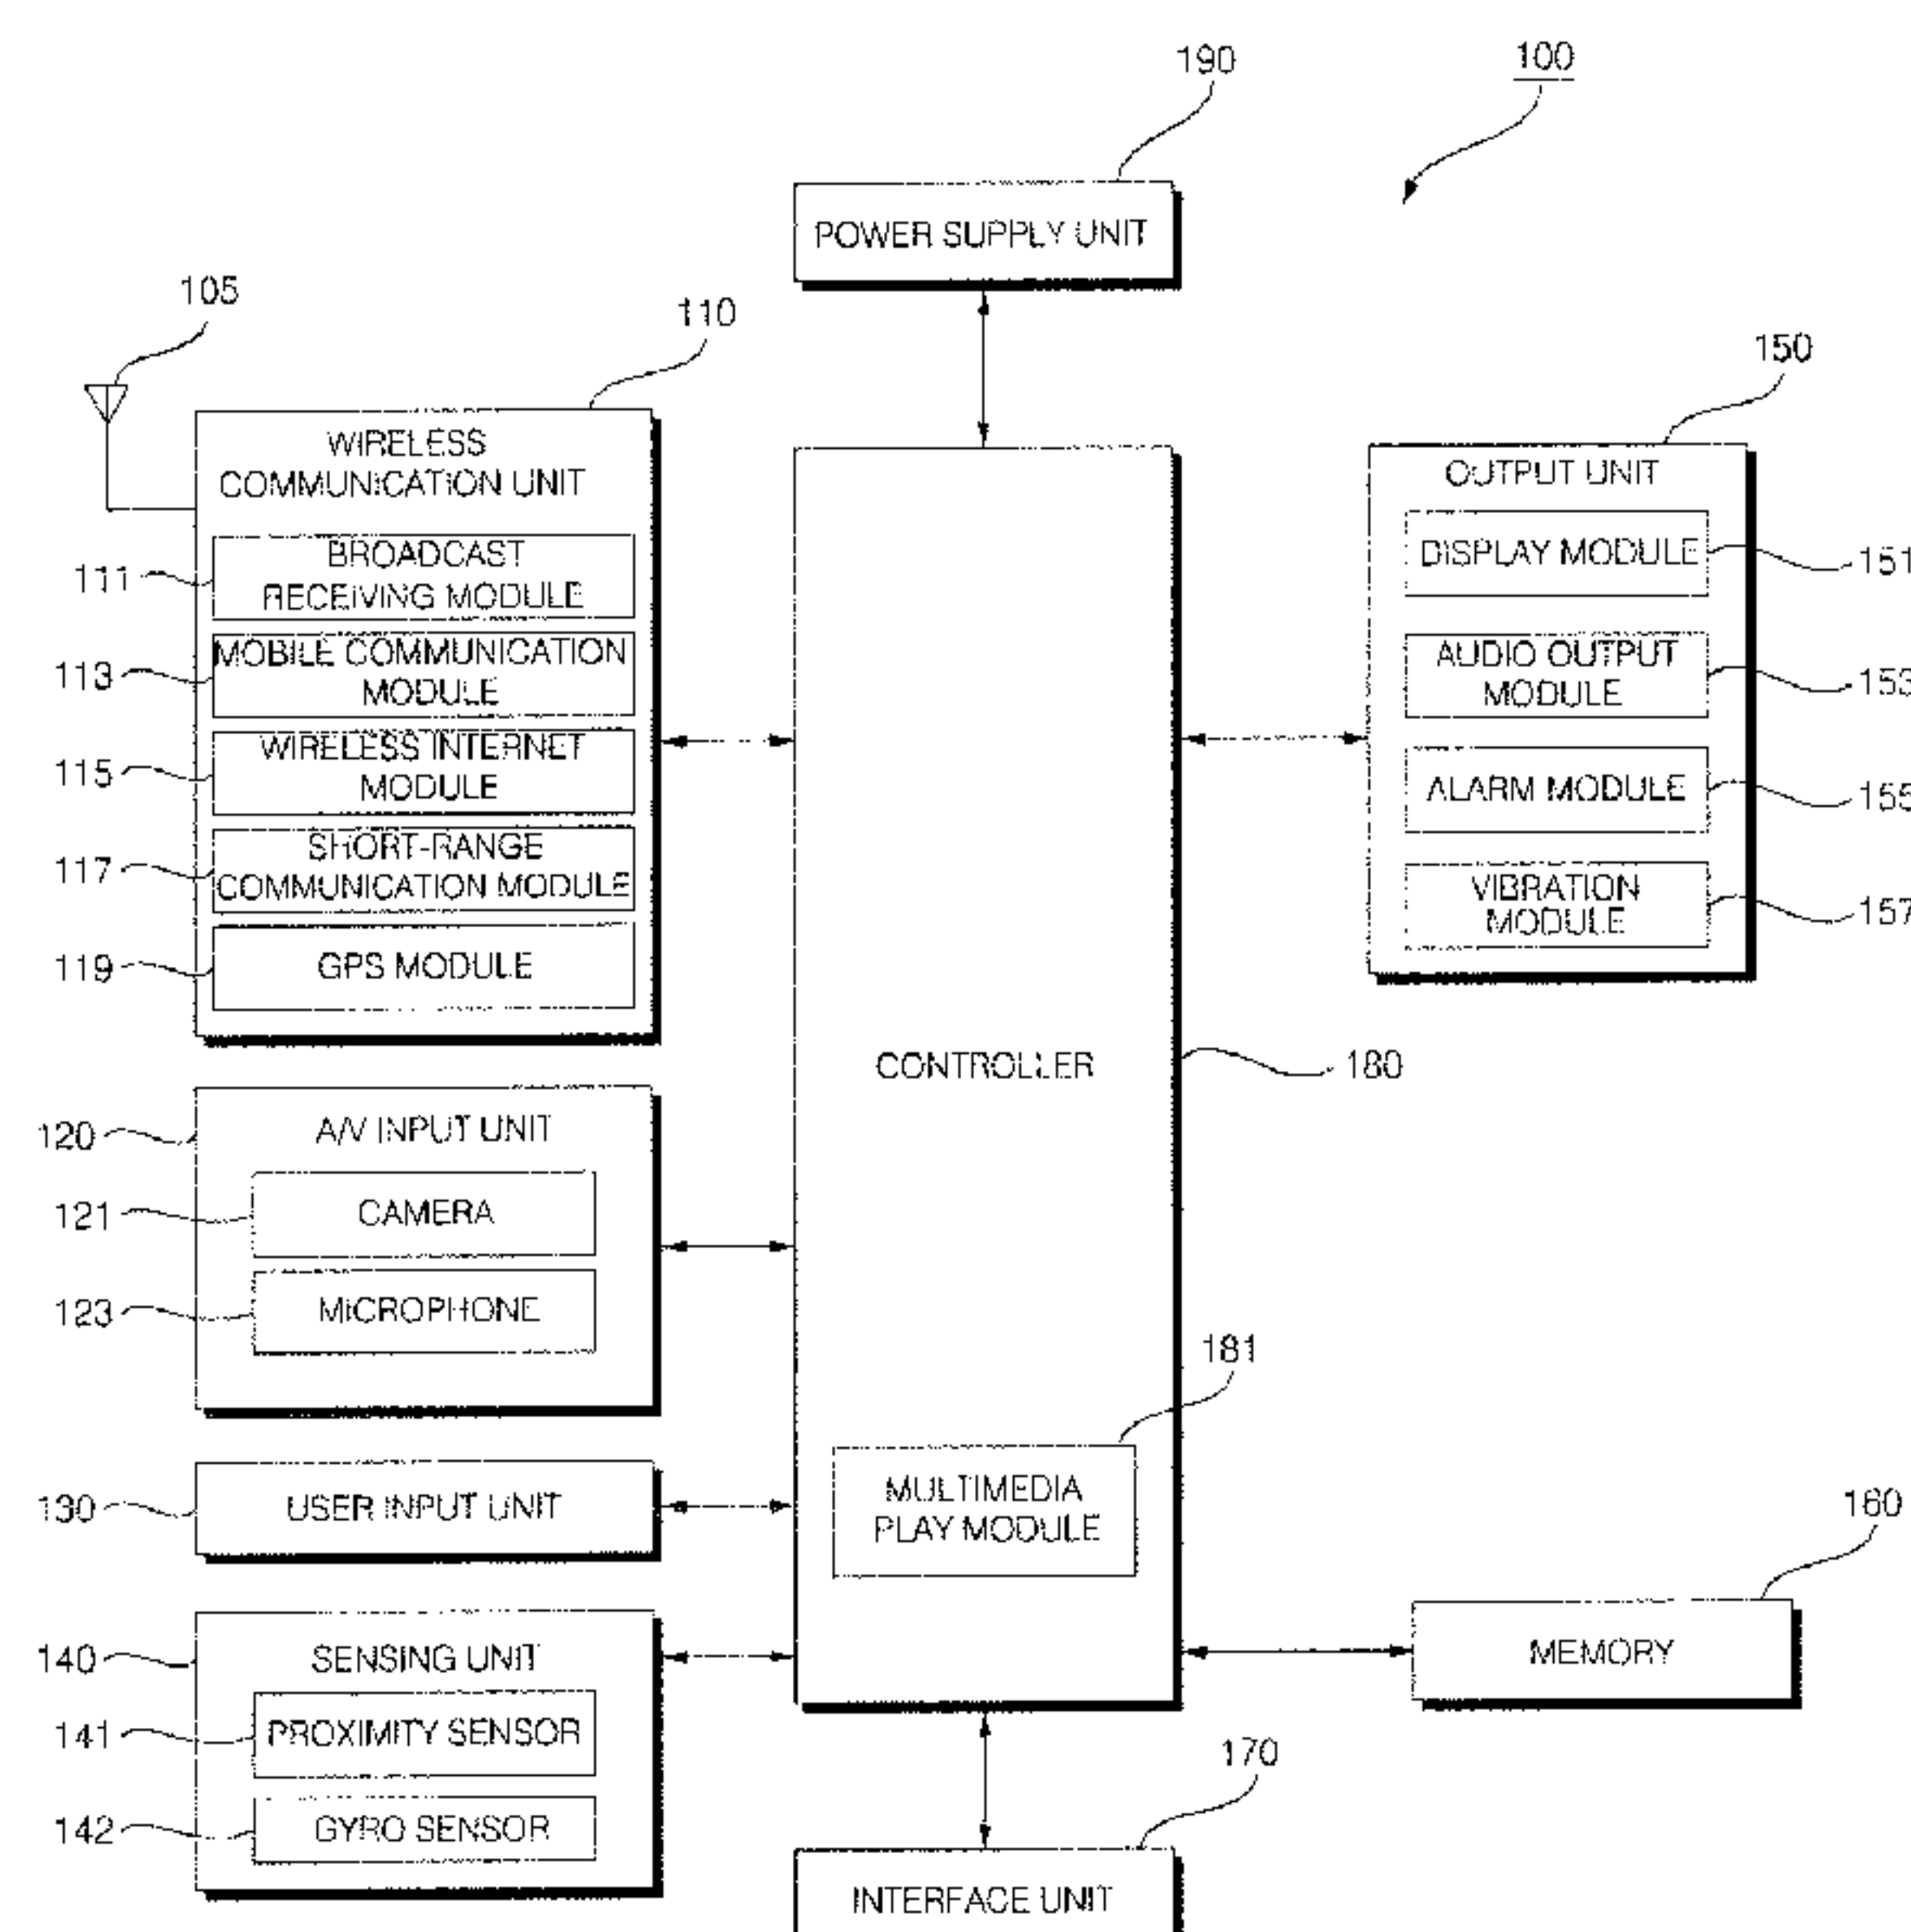 190
100
POWER SUPPLY UNIT
105
110
150
WIRELESS
COMMUNICATION UNIT
OUTPUT UNIT
111
BROADCAST
RECEIVING MODULE
DISPLAY MODULE
151
113
MOBILE COMMUNICATION
MODULE
AUDIO OUTPUT
MODULE
153
115
WIRELESS INTERNET
MODULE
ALARM MODULE
155
117
SHORT-RANGE
COMMUNICATION MODULE
VIBRATION
MODULE
157
119
GPS MODULE
CONTROLLER
180
120
A/V INPUT UNIT
121
CAMERA
123
MICROPHONE
181
130
USER INPUT UNIT
MULTIMEDIA
PLAY MODULE
160
140
SENSING UNIT
MEMORY
141
PROXIMITY SENSOR
170
142
GYRO SENSOR
INTERFACE UNIT